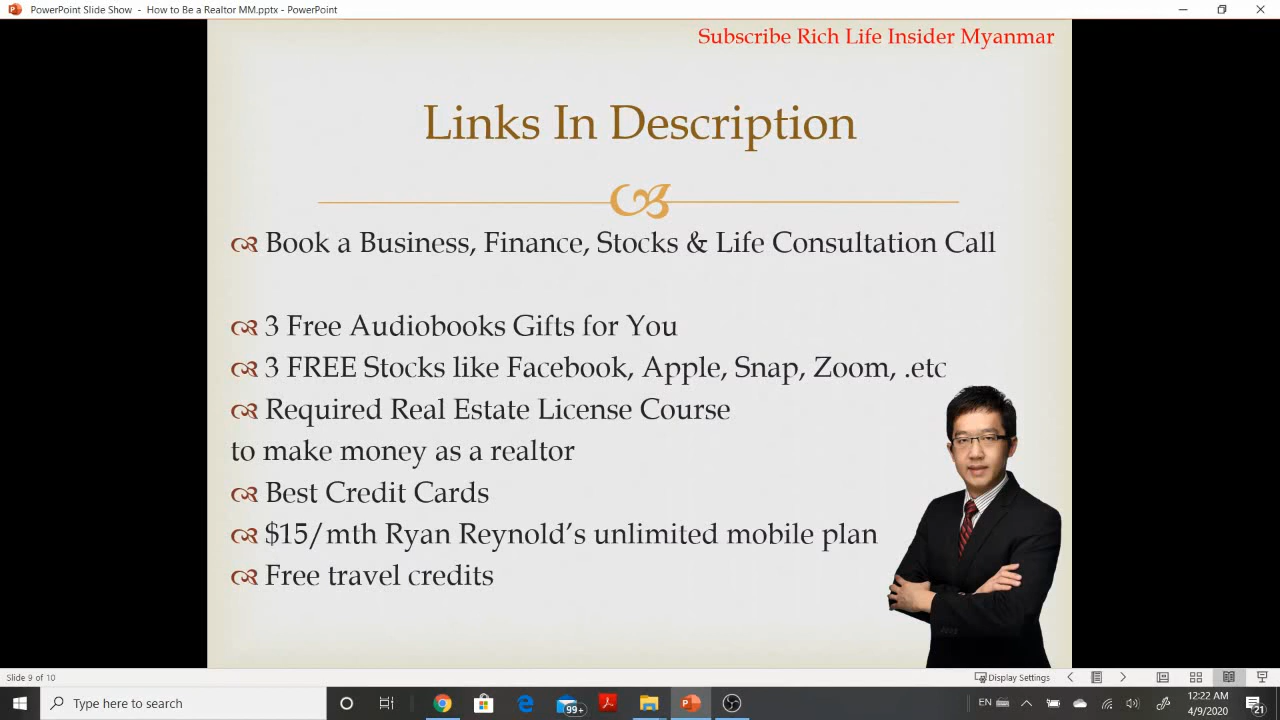 PowerPoint Slide Show - How to Be a Realtor MM.pptx - PowerPoint
Subscribe Rich Life Insider Myanmar
Links In Description
Book a Business, Finance, Stocks & Life Consultation Call
3 Free Audiobooks Gifts for You
3 FREE Stocks like Facebook, Apple, Snap, Zoom, .etc
Required Real Estate License Course
to make money as a realtor
Best Credit Cards
$15/mth Ryan Reynold’s unlimited mobile plan
Free travel credits
Slide 9 of 10
Display Settings
Type here to search
99+
EN
12:22 AM
4/9/2020
21